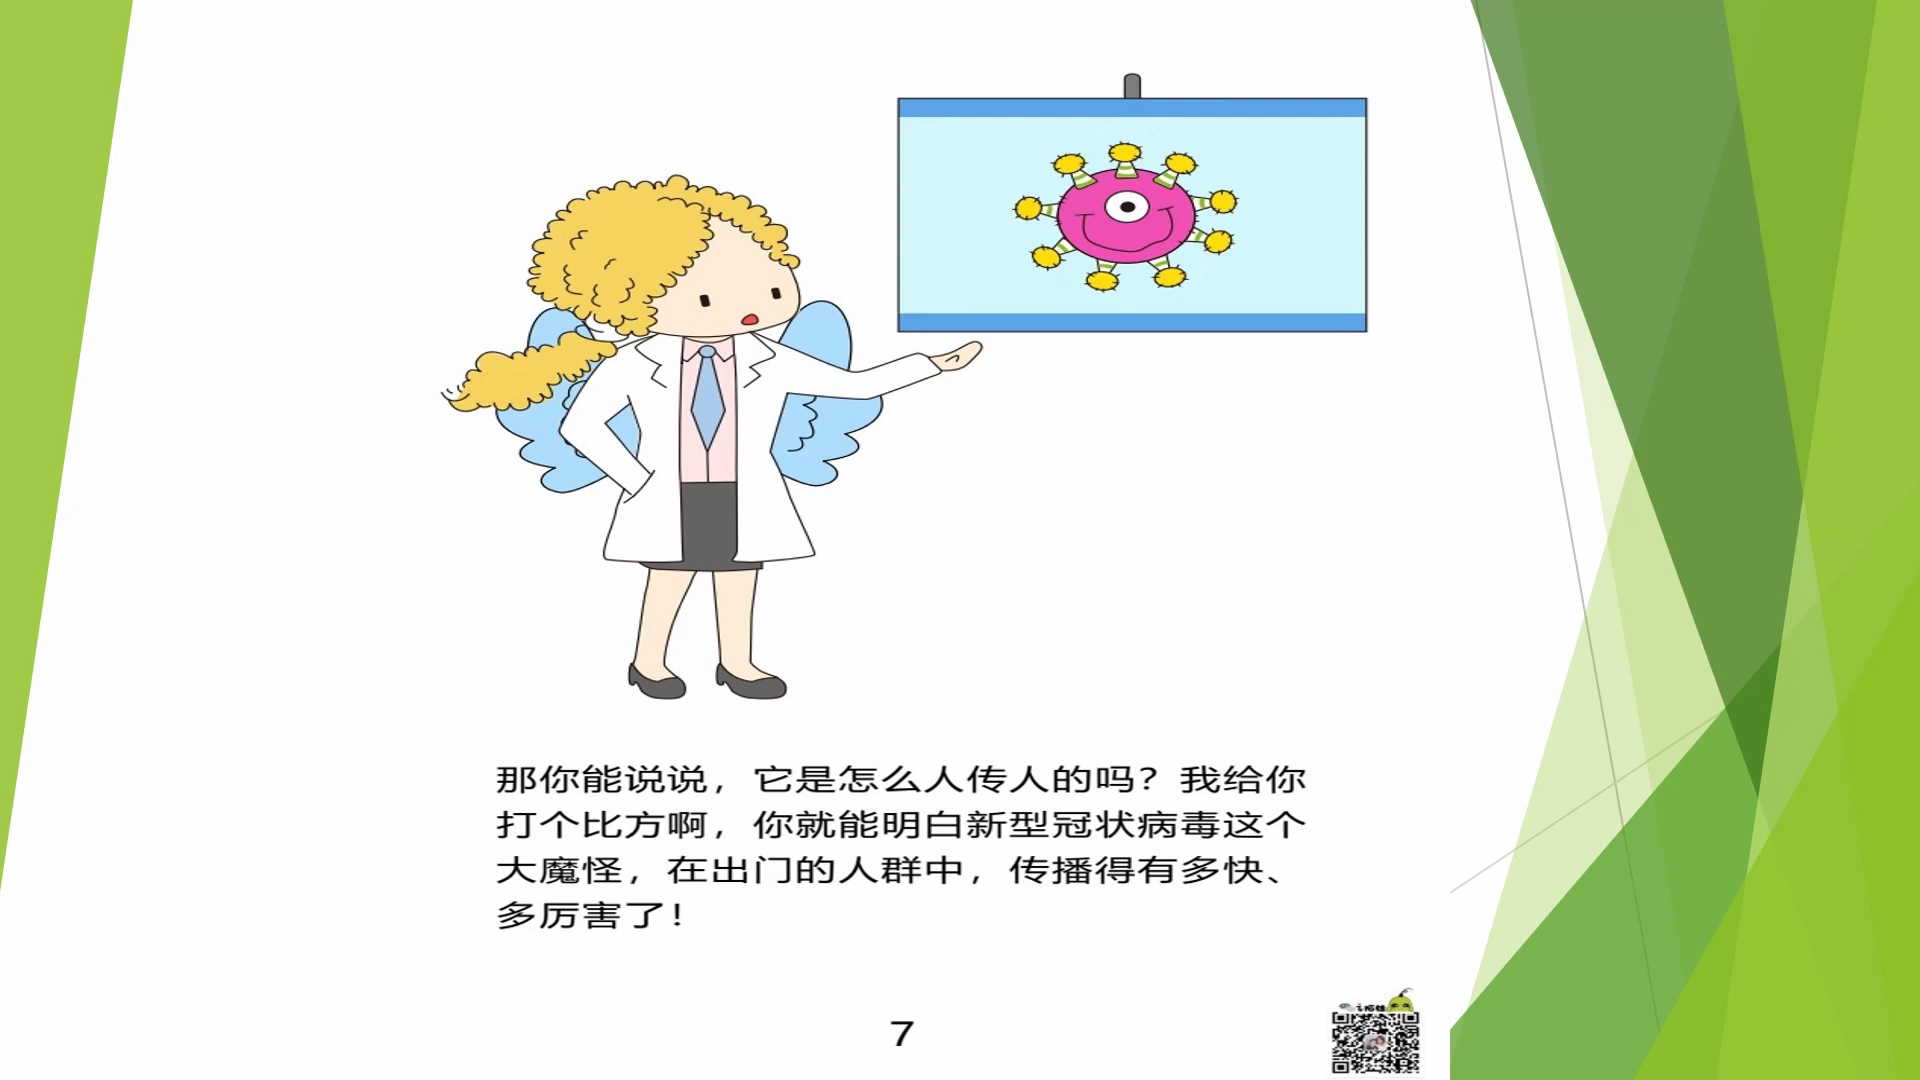 那你能说说，它是怎么人传人的吗？我给你
打个比方啊，你就能明白新型冠状病毒这个
大魔怪，在出门的人群中，传播得有多快、
多厉害了！
7